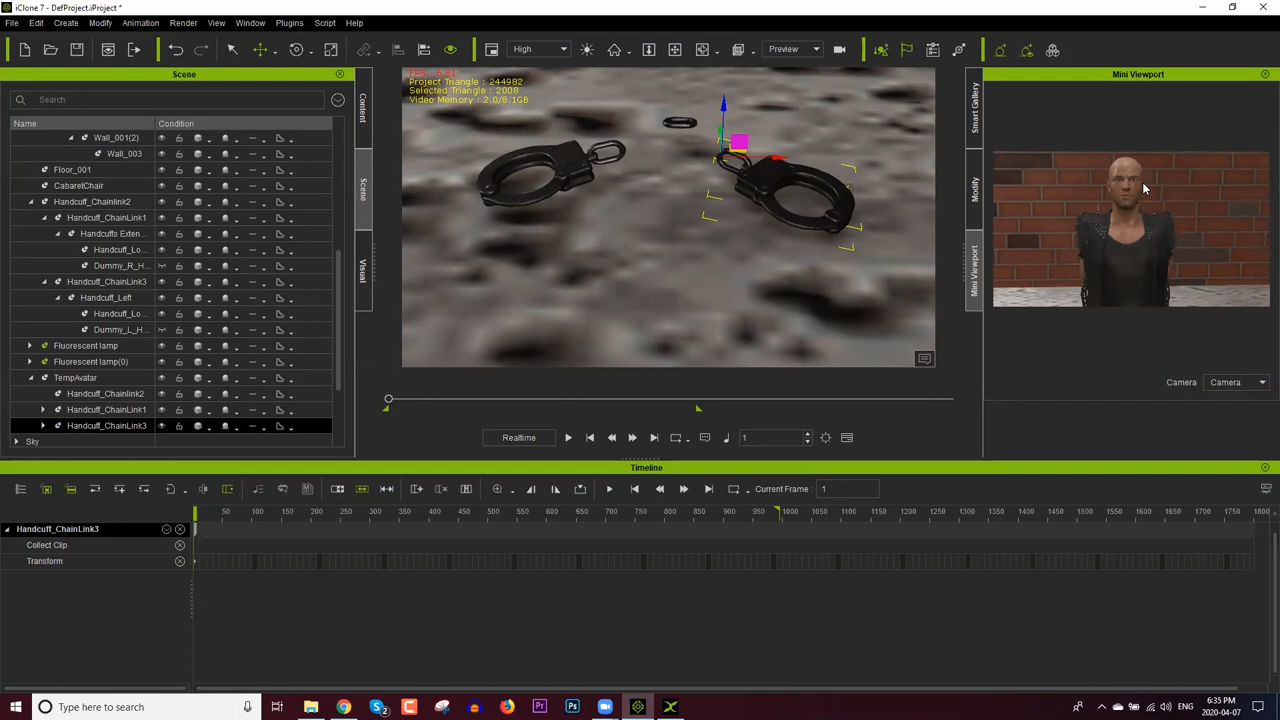 iClone 7 - DefProject.iProject *
File Edit Create Modify Animation Render View Window Plugins Script Help
High Preview
Scene
Search
Name Condition
Wall_001(2)
Wall_003
Floor_001
CabaretChair
Handcuff_Chainlink2
Handcuff_ChainLink1
Handcuffs Exten...
Handcuff_Lo...
Dummy_R_H...
Handcuff_ChainLink3
Handcuff_Left
Handcuff_Lo...
Dummy_L_H...
Fluorescent lamp
Fluorescent lamp(0)
TempAvatar
Handcuff_Chainlink2
Handcuff_ChainLink1
Handcuff_ChainLink3
Sky
Content
Scene
Visual
Project Triangle : 244982
Selected Triangle : 2008
Video Memory : 2.0/8.1GB
Smart Gallery
Modify
Mini Viewport
Mini Viewport
Camera Camera
Realtime 1
Timeline
Current Frame : 1
50 100 150 200 250 300 350 400 450 500 550 600 650 700 750 800 850 900 950 1000 1050 1100 1150 1200 1250 1300 1350 1400 1450 1500 1550 1600 1650 1700 1750 1800
Handcuff_ChainLink3
Collect Clip
Transform
Type here to search
Pr Ps
ENG
6:35 PM
2020-04-07